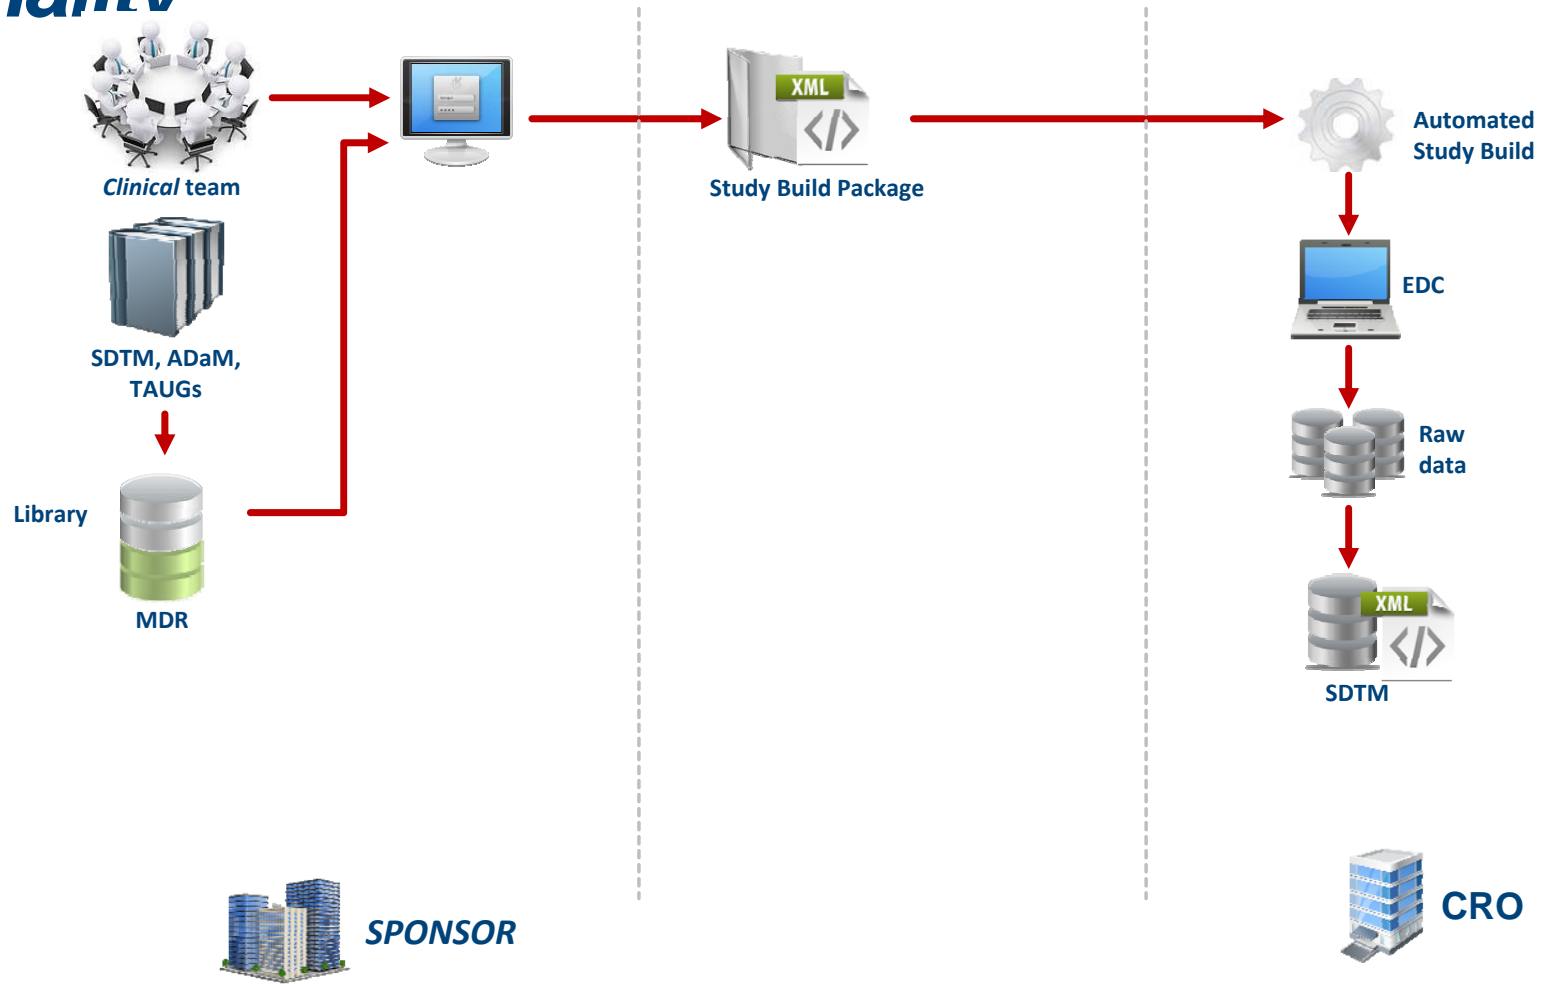 XML
Automated
Study Build
Clinical team
Study Build Package
EDC
SDTM, ADaM,
TAUGs
Raw
data
Library
XML
MDR
SDTM
SPONSOR
CRO